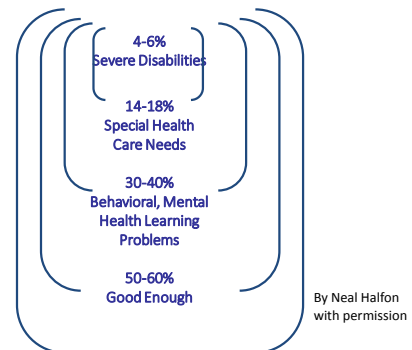 4-6%
Severe Disabilities
14-18%
Special Health
Care Needs
30-40%
Behavioral, Mental
Health Learning
Problems
50-60%
Good Enough
By Neal Halfon
with permission